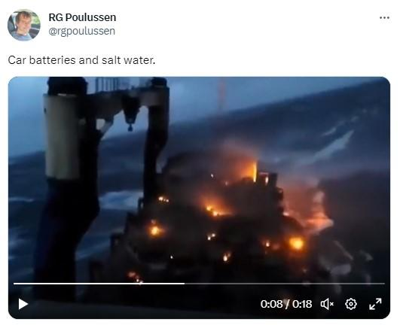 RG Poulussen
@rgpoulussen
Car batteries and salt water.
0:08 / 0:18